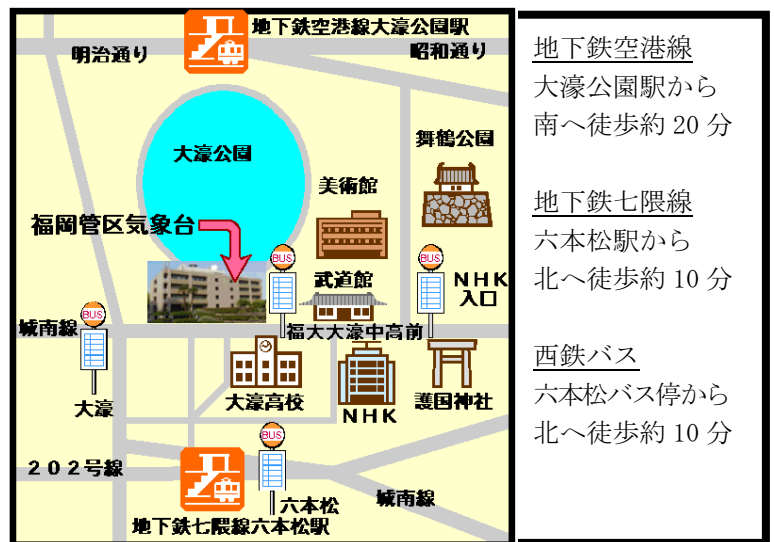 地下鉄空港線大濠公園駅
明治通り
昭和通り
大濠公園
舞鶴公園
美術館
福岡管区気象台
BUS
BUS
武道館
NHK
入口
BUS
城南線
福大大濠中高前
大濠
大濠高校
NHK
護国神社
BUS
202号線
六本松
城南線
地下鉄七隈線六本松駅
地下鉄空港線
大濠公園駅から
南へ徒歩約 20 分
地下鉄七隈線
六本松駅から
北へ徒歩約 10 分
西鉄バス
六本松バス停から
北へ徒歩約 10 分